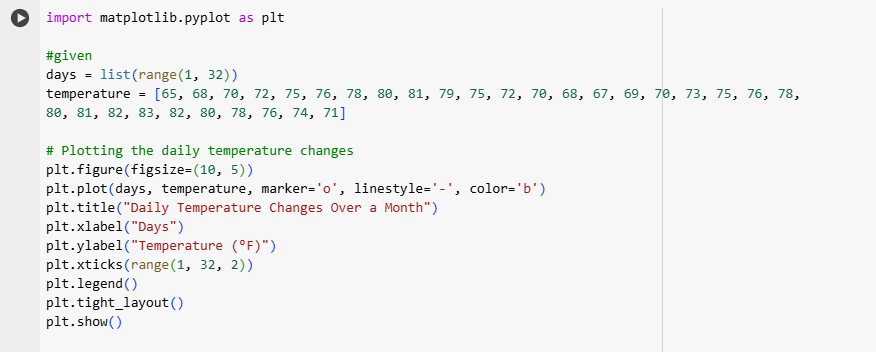 import matplotlib.pyplot as plt
#given
days = list(range(1, 32))
temperature = [65, 68, 70, 72, 75, 76, 78, 80, 81, 79, 75, 72, 70, 68, 67, 69, 70, 73, 75, 76, 78,
80, 81, 82, 83, 82, 80, 78, 76, 74, 71]
# Plotting the daily temperature changes
plt.figure(figsize=(10, 5))
plt.plot(days, temperature, marker='o', linestyle='-', color='b')
plt.title("Daily Temperature Changes Over a Month")
plt.xlabel("Days")
plt.ylabel("Temperature (°F)")
plt.xticks(range(1, 32, 2))
plt.legend()
plt.tight_layout()
plt.show()